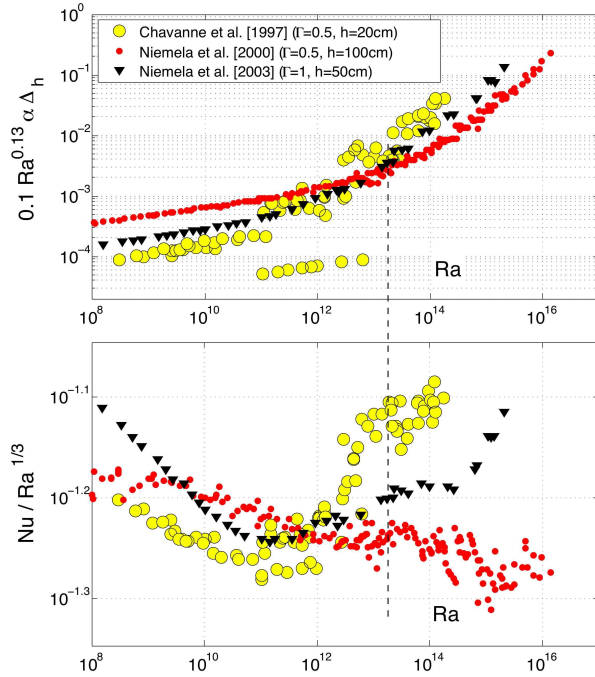 Chavanne et al. [1997] (Γ=0.5, h=20cm)
Niemela et al. [2000] (Γ=0.5, h=100cm)
Niemela et al. [2003] (Γ=1, h=50cm)
10^0
10^-1
10^-2
10^-3
10^-4
0.1 Ra^0.13 α Δ_h
Ra
10^8 10^10 10^12 10^14 10^16
10^-1.1
10^-1.2
10^-1.3
Nu / Ra^1/3
Ra
10^8 10^10 10^12 10^14 10^16